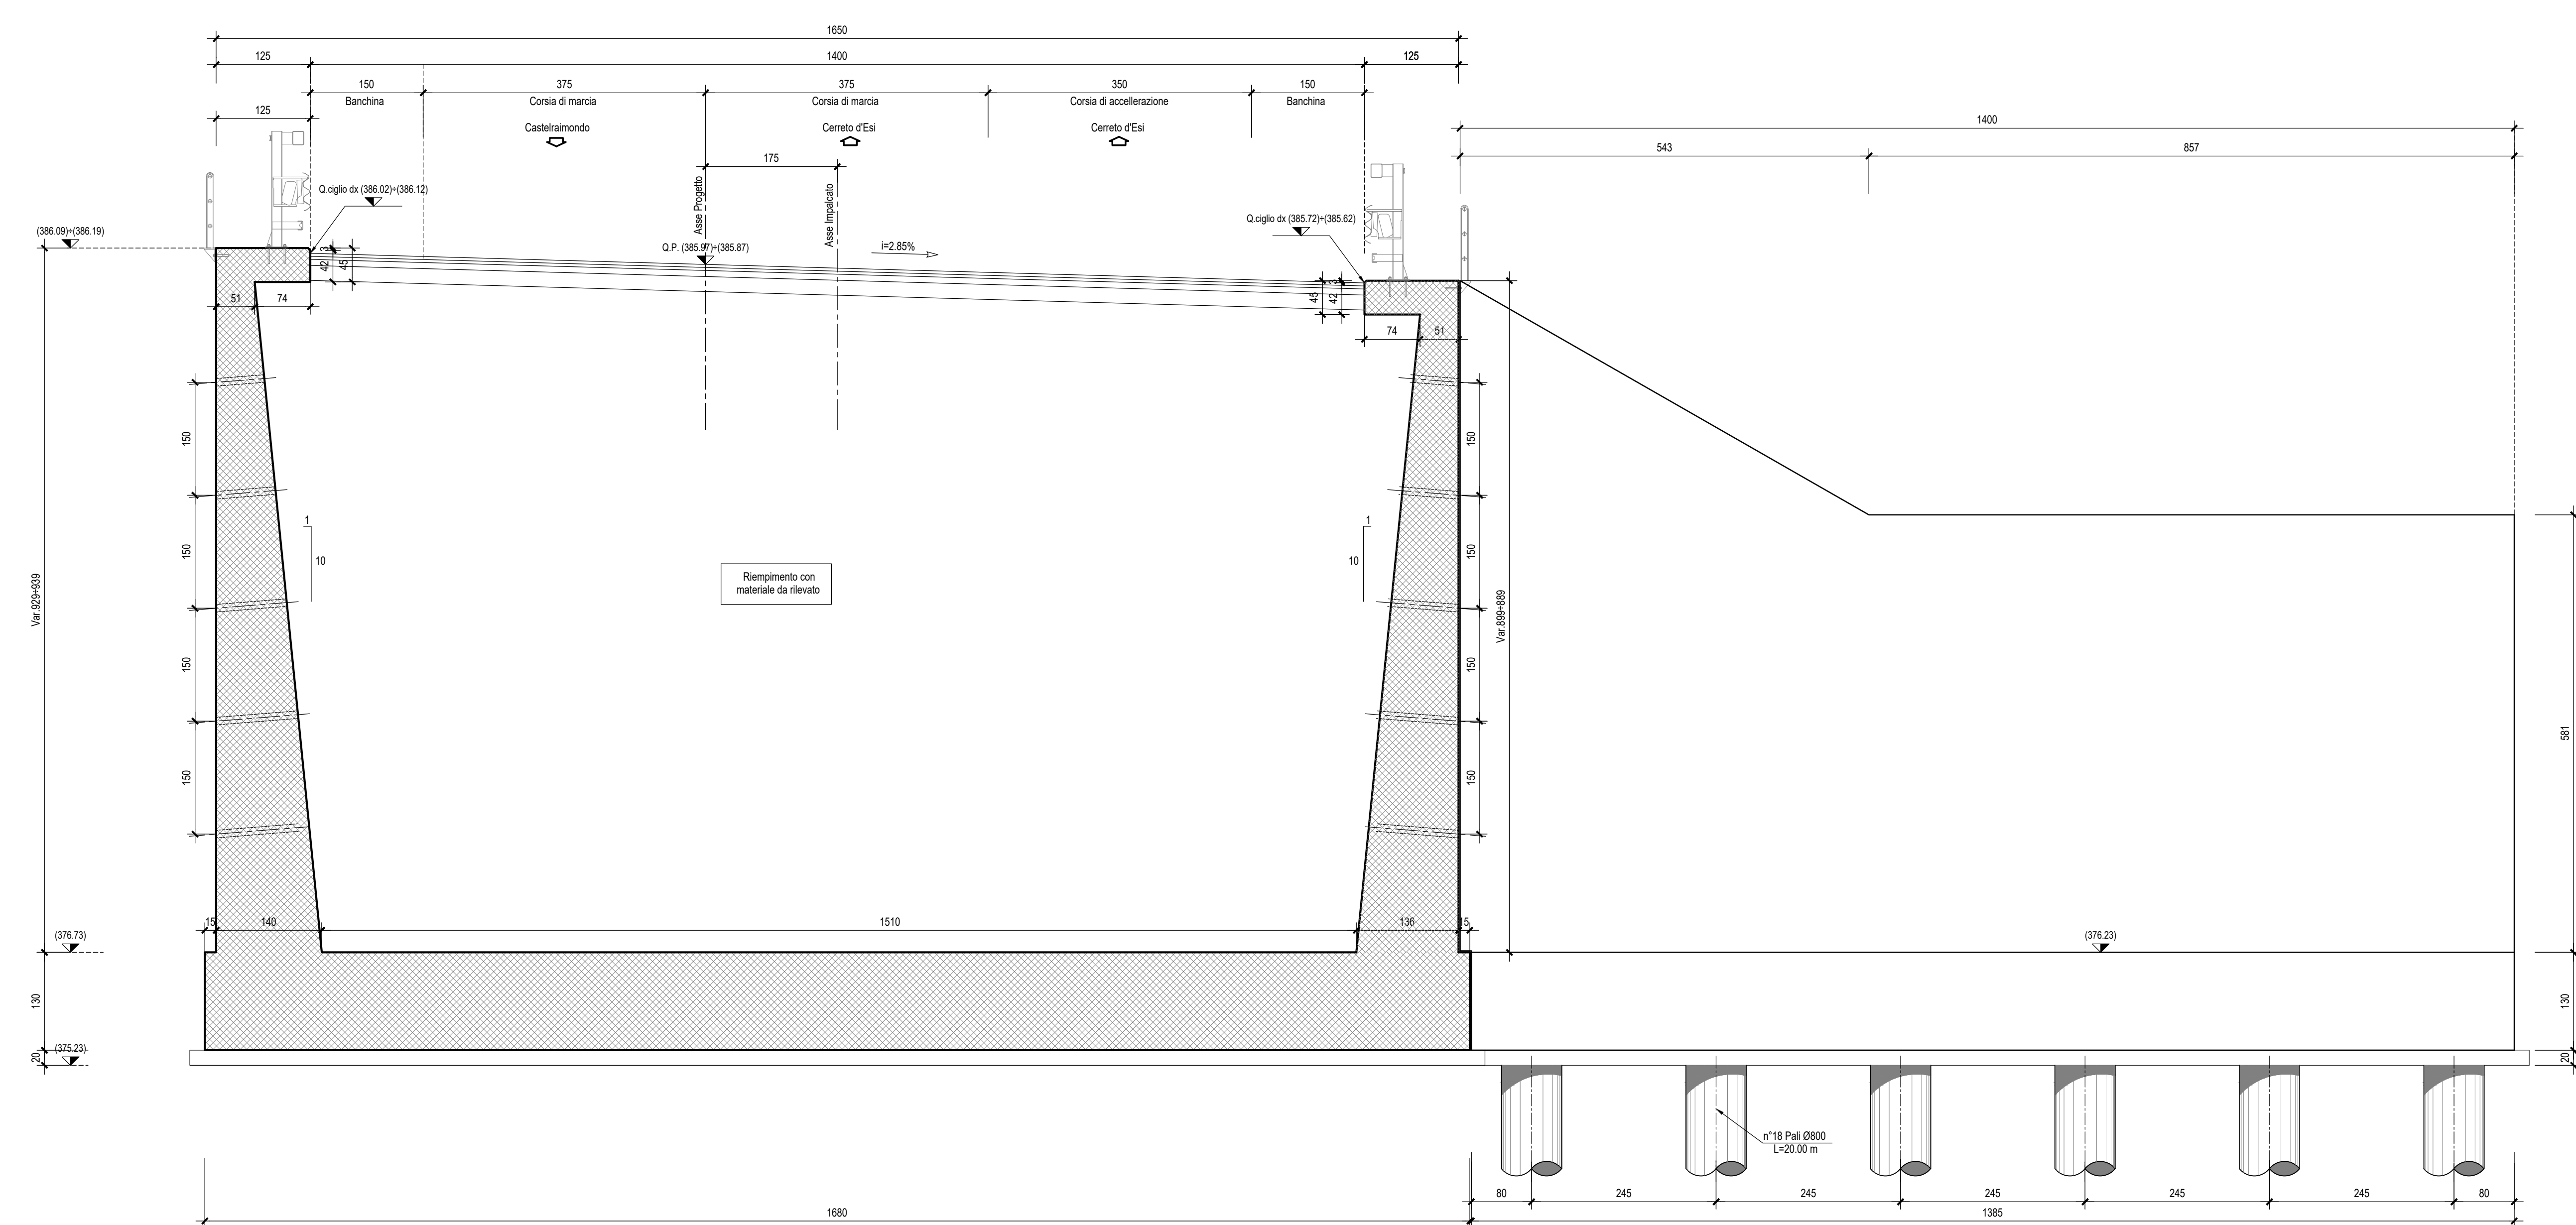 1650
125
1400
125
150
375
375
350
150
Banchina
Corsia di marcia
Corsia di marcia
Corsia di accellerazione
Banchina
125
Castelraimondo
Cerreto d'Esi
Cerreto d'Esi
1400
543
857
175
Asse Progetto
Asse Impalcato
Q.ciglio dx (386.02)÷(386.12)
Q.ciglio dx (385.72)÷(385.62)
(386.09)÷(386.19)
Q.P. (385.97)÷(385.87)
i=2.85%
3
42
45
51
74
45
42
3
74
51
150
150
150
150
150
150
150
150
1
10
1
10
Riempimento con
materiale da rilevato
Var.929÷939
Var.899÷889
581
15
140
1510
136
15
(376.73)
(376.23)
130
130
(375.23)
20
20
n°18 Pali Ø800
L=20.00 m
80
245
245
245
245
245
80
1680
1385